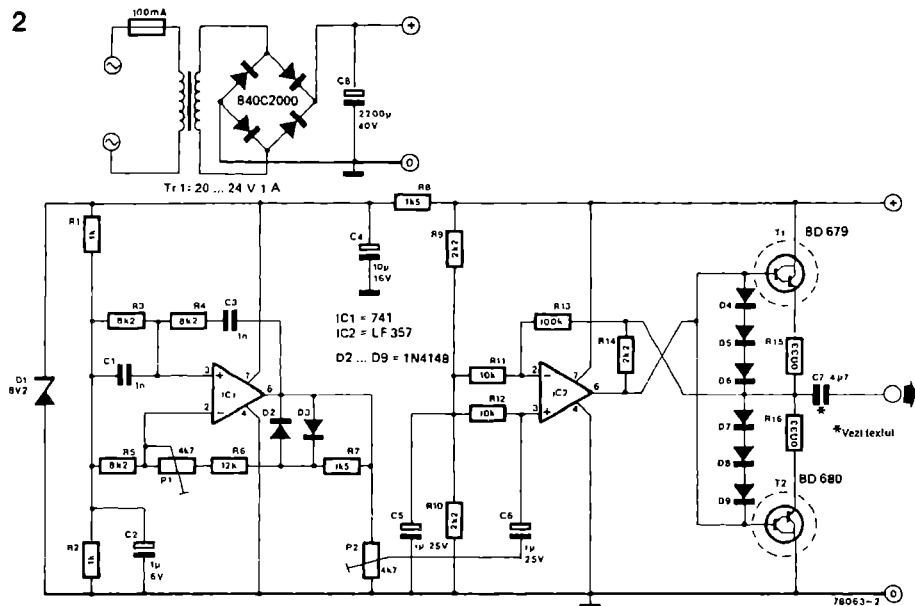 2
100mA
B40C2000
C8
2200µ
40V
Tr1: 20 ... 24 V 1 A
+
0
R1
1k
R3
8k2
R4
8k2
C3
1n
C1
1n
D1
8V2
3
2
7
6
4
IC1
D2
D3
R5
8k2
P1
4k7
R6
12k
R7
1k5
R2
1k
C2
1µ
6V
P2
4k7
C4
10µ
16V
IC1 = 741
IC2 = LF 357
D2 ... D9 = 1N4148
R8
1k5
R9
2k2
R10
2k2
R11
10k
R12
10k
R13
100k
R14
2k2
2
3
7
6
4
IC2
C5
1µ 25V
C6
1µ
25V
T1
BD 679
D4
D5
D6
D7
D8
D9
R15
0Ω33
R16
0Ω33
C7 4µ7
*
*Vezi textul
T2
BD 680
+
0
78063-2